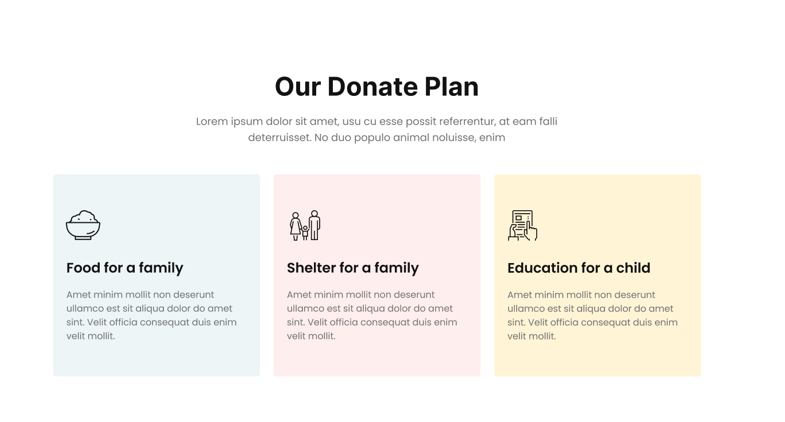 Our Donate Plan
Lorem ipsum dolor sit amet, usu cu esse possit referrentur, at eam falli
deterruisset. No duo populo animal noluisse, enim
Food for a family
Amet minim mollit non deserunt
ullamco est sit aliqua dolor do amet
sint. Velit officia consequat duis enim
velit mollit.
Shelter for a family
Amet minim mollit non deserunt
ullamco est sit aliqua dolor do amet
sint. Velit officia consequat duis enim
velit mollit.
Education for a child
Amet minim mollit non deserunt
ullamco est sit aliqua dolor do amet
sint. Velit officia consequat duis enim
velit mollit.